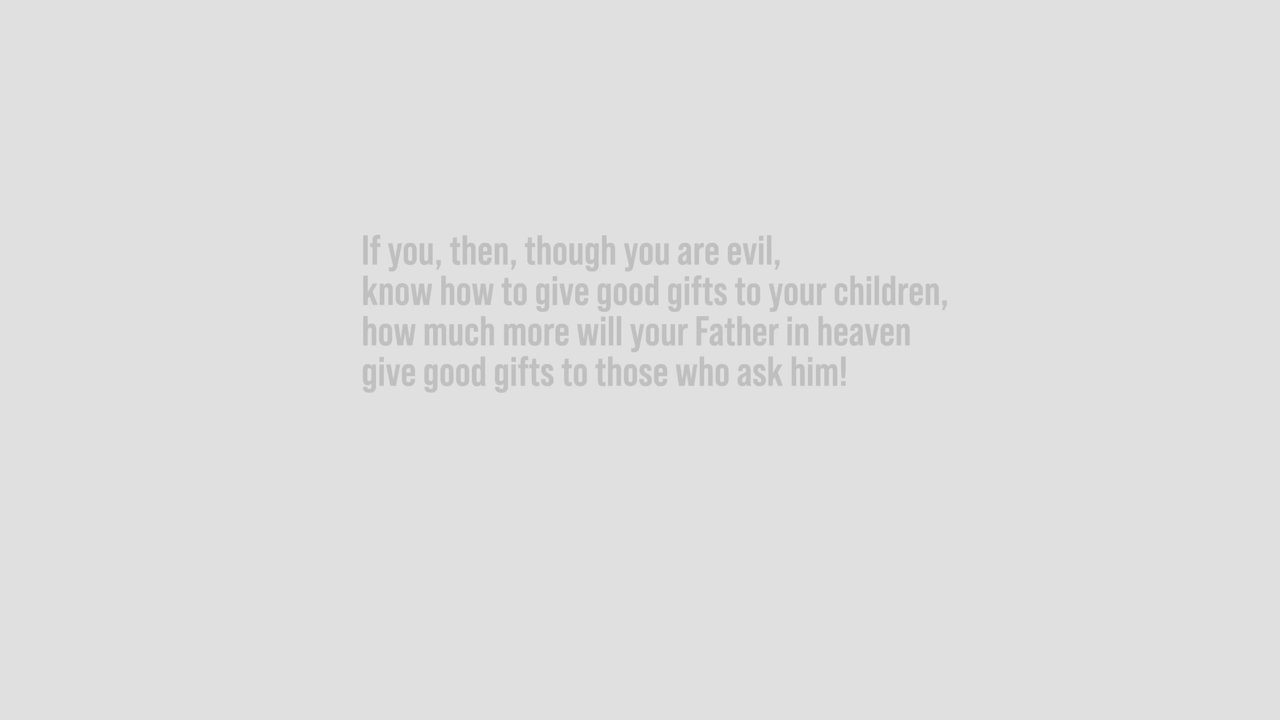 If you, then, though you are evil,
know how to give good gifts to your children,
how much more will your Father in heaven
give good gifts to those who ask him!